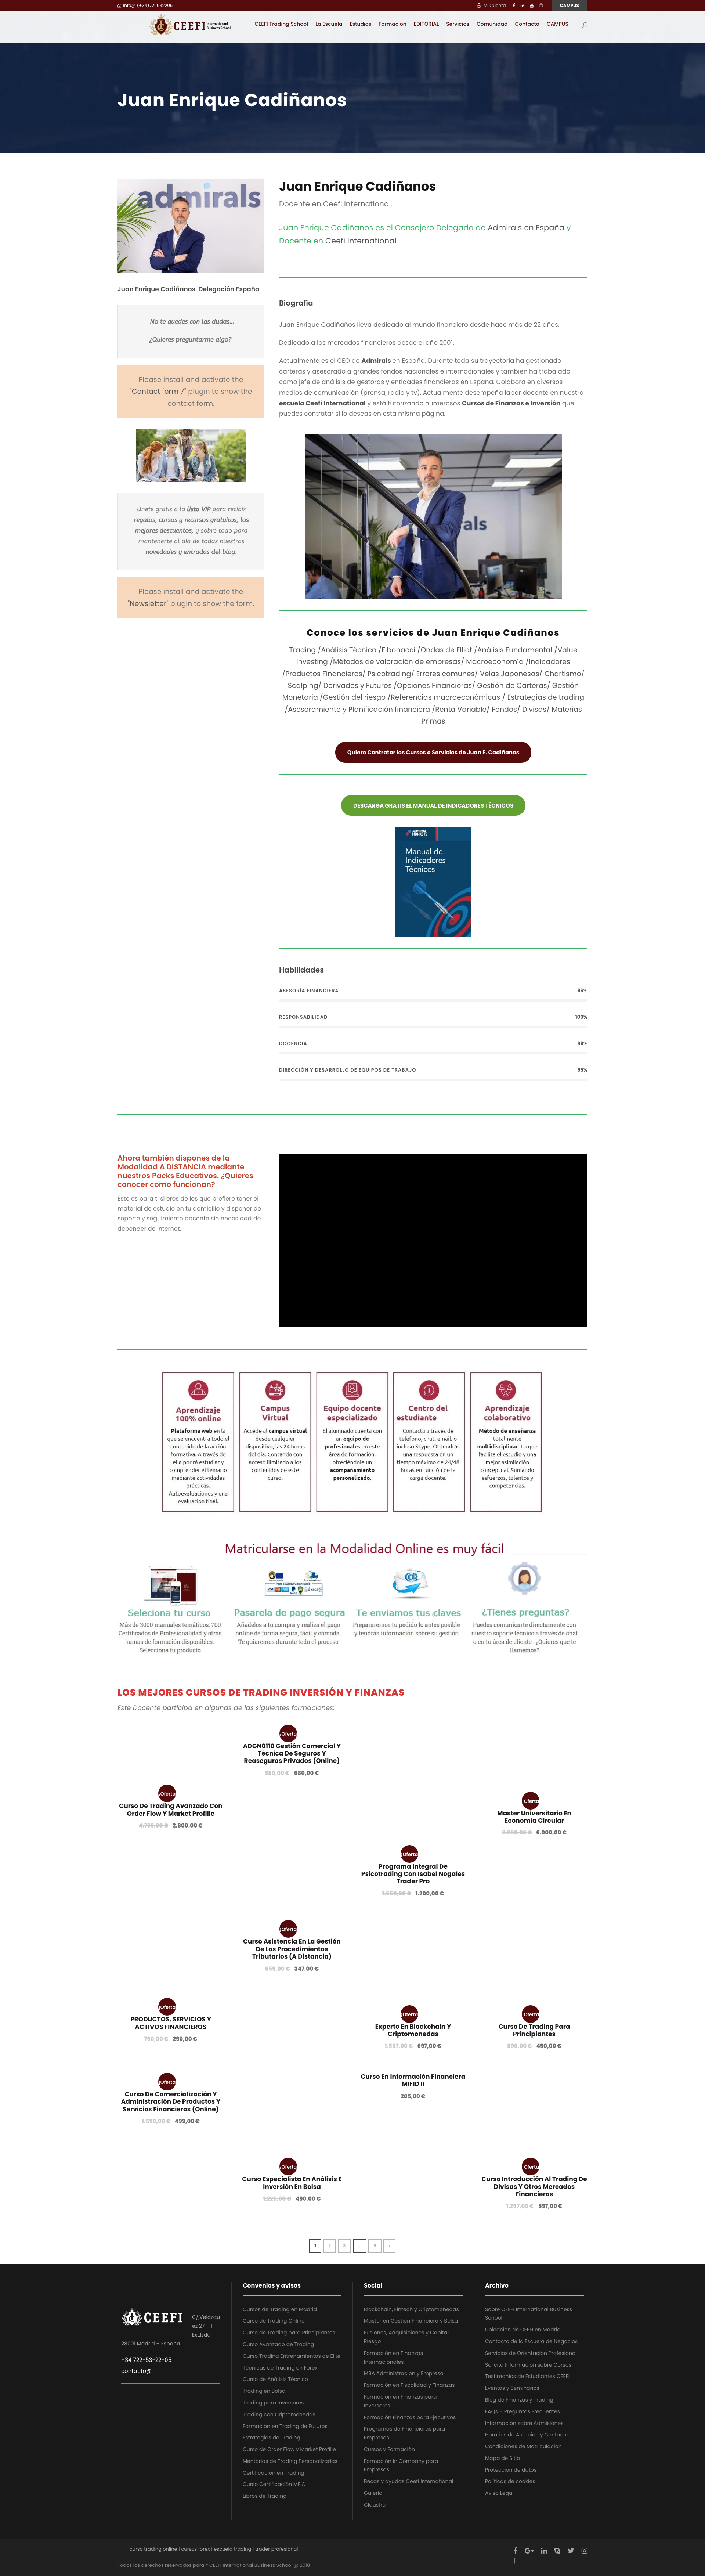 info@ (+34)722532205
Mi Cuenta
CAMPUS
CEEFI International Business School
CEEFI Trading School La Escuela Estudios Formación EDITORIAL Servicios Comunidad Contacto CAMPUS
Juan Enrique Cadiñanos
admirals
Juan Enrique Cadiñanos. Delegación España
No te quedes con las dudas...
¿Quieres preguntarme algo?
Please install and activate the
"Contact form 7" plugin to show the
contact form.
Únete gratis a la lista VIP para recibir
regalos, cursos y recursos gratuitos, los
mejores descuentos, y sobre todo para
mantenerte al día de todas nuestras
novedades y entradas del blog.
Please install and activate the
"Newsletter" plugin to show the form.
Juan Enrique Cadiñanos
Docente en Ceefi International.
Juan Enrique Cadiñanos es el Consejero Delegado de Admirals en España y
Docente en Ceefi International
Biografía
Juan Enrique Cadiñaños lleva dedicado al mundo financiero desde hace más de 22 años.
Dedicado a los mercados financieros desde el año 2001.
Actualmente es el CEO de Admirals en España. Durante toda su trayectoria ha gestionado
carteras y asesorado a grandes fondos nacionales e internacionales y también ha trabajado
como jefe de análisis de gestoras y entidades financieras en España. Colabora en diversos
medios de comunicación (prensa, radio y tv). Actualmente desempeña labor docente en nuestra
escuela Ceefi International y está tutorizando numerosos Cursos de Finanzas e Inversión que
puedes contratar si lo deseas en esta misma página.
Conoce los servicios de Juan Enrique Cadiñanos
Trading /Análisis Técnico /Fibonacci /Ondas de Elliot /Análisis Fundamental /Value
Investing /Métodos de valoración de empresas/ Macroeconomía /Indicadores
/Productos Financieros/ Psicotrading/ Errores comunes/ Velas Japonesas/ Chartismo/
Scalping/ Derivados y Futuros /Opciones Financieras/ Gestión de Carteras/ Gestión
Monetaria /Gestión del riesgo /Referencias macroeconómicas / Estrategias de trading
/Asesoramiento y Planificación financiera /Renta Variable/ Fondos/ Divisas/ Materias
Primas
Quiero Contratar los Cursos o Servicios de Juan E. Cadiñanos
DESCARGA GRATIS EL MANUAL DE INDICADORES TÉCNICOS
ADMIRAL MARKETS
Manual de
Indicadores
Técnicos
Habilidades
ASESORÍA FINANCIERA 96%
RESPONSABILIDAD 100%
DOCENCIA 89%
DIRECCIÓN Y DESARROLLO DE EQUIPOS DE TRABAJO 95%
Ahora también dispones de la
Modalidad A DISTANCIA mediante
nuestros Packs Educativos. ¿Quieres
conocer como funcionan?
Esto es para ti si eres de los que prefiere tener el
material de estudio en tu domicilio y disponer de
soporte y seguimiento docente sin necesidad de
depender de internet.
Aprendizaje
100% online
Plataforma web en la
que se encuentra todo el
contenido de la acción
formativa. A través de
ella podrá estudiar y
comprender el temario
mediante actividades
prácticas.
Autoevaluaciones y una
evaluación final.
Campus
Virtual
Accede al campus virtual
desde cualquier
dispositivo, las 24 horas
del día. Contando con
acceso ilimitado a los
contenidos de este
curso.
Equipo docente
especializado
El alumnado cuenta con
un equipo de
profesionales en este
área de formación,
ofreciéndole un
acompañamiento
personalizado.
Centro del
estudiante
Contacta a través de
teléfono, chat, email, o
incluso Skype. Obtendrás
una respuesta en un
tiempo máximo de 24/48
horas en función de la
carga docente.
Aprendizaje
colaborativo
Método de enseñanza
totalmente
multidisciplinar. Lo que
facilita el estudio y una
mejor asimilación
conceptual. Sumando
esfuerzos, talentos y
competencias.
Matricularse en la Modalidad Online es muy fácil
Selecciona tu curso
Más de 3000 manuales temáticos, 700
Certificados de Profesionalidad y otras
ramas de formación disponibles.
Selecciona tu producto
Pasarela de pago segura
Añadelos a tu compra y realiza el pago
online de forma segura, fácil y cómoda.
Te guiaremos durante todo el proceso
Te enviamos tus claves
Prepararemos tu pedido lo antes posible
y tendrás información sobre su gestión
¿Tienes preguntas?
Puedes comunicarte directamente con
nuestro soporte técnico a través de chat
o en tu área de cliente . ¿Quieres que te
llamemos?
LOS MEJORES CURSOS DE TRADING INVERSIÓN Y FINANZAS
Este Docente participa en algunas de las siguientes formaciones.
¡Oferta!
ADGN0110 Gestión Comercial Y
Técnica De Seguros Y
Reaseguros Privados (Online)
680,00 €
¡Oferta!
Curso De Trading Avanzado Con
Order Flow Y Market Profille
2.800,00 €
¡Oferta!
Master Universitario En
Economía Circular
6.000,00 €
¡Oferta!
Programa Integral De
Psicotrading Con Isabel Nogales
Trader Pro
1.200,00 €
¡Oferta!
Curso Asistencia En La Gestión
De Los Procedimientos
Tributarios (A Distancia)
347,00 €
¡Oferta!
PRODUCTOS, SERVICIOS Y
ACTIVOS FINANCIEROS
290,00 €
¡Oferta!
Experto En Blockchain Y
Criptomonedas
697,00 €
¡Oferta!
Curso De Trading Para
Principiantes
490,00 €
¡Oferta!
Curso De Comercialización Y
Administración De Productos Y
Servicios Financieros (Online)
499,00 €
Curso En Información Financiera
MIFID II
265,00 €
¡Oferta!
Curso Especialista En Análisis E
Inversión En Bolsa
490,00 €
¡Oferta!
Curso Introducción Al Trading De
Divisas Y Otros Mercados
Financieros
597,00 €
1 2 3 …
CEEFI
C/,Velázqu
ez 27 – 1
Ext.Izda
28001 Madrid – España
+34 722-53-22-05
contacto@
Convenios y avisos
Cursos de Trading en Madrid
Curso de Trading Online
Curso de Trading para Principiantes
Curso Avanzado de Trading
Curso Trading Entrenamientos de Elite
Técnicas de Trading en Forex
Curso de Análisis Técnico
Trading en Bolsa
Trading para Inversores
Trading con Criptomonedas
Formación en Trading de Futuros
Estrategias de Trading
Curso de Order Flow y Market Profille
Mentorías de Trading Personalizadas
Certificación en Trading
Curso Certificación MFIA
Libros de Trading
Social
Blockchain, Fintech y Criptomonedas
Master en Gestión Financiera y Bolsa
Fusiones, Adquisiciones y Capital
Riesgo
Formación en Finanzas
Internacionales
MBA Administracion y Empresa
Formación en Fiscalidad y Finanzas
Formación en Finanzas para
Inversores
Formación Finanzas para Ejecutivos
Programas de Financieros para
Empresas
Cursos y Formación
Formación In Company para
Empresas
Becas y ayudas Ceefi International
Galería
Claustro
Archivo
Sobre CEEFI International Business
School
Ubicación de CEEFI en Madrid
Contacto de la Escuela de Negocios
Servicios de Orientación Profesional
Solicita Información sobre Cursos
Testimonios de Estudiantes CEEFI
Eventos y Seminarios
Blog de Finanzas y Trading
FAQs – Preguntas Frecuentes
Información sobre Admisiones
Horarios de Atención y Contacto
Condiciones de Matriculación
Mapa de Sitio
Protección de datos
Políticas de cookies
Aviso Legal
curso trading online | cursos forex | escuela trading | trader profesional
Todos los derechos reservados para ® CEEFI International Business School @ 2016